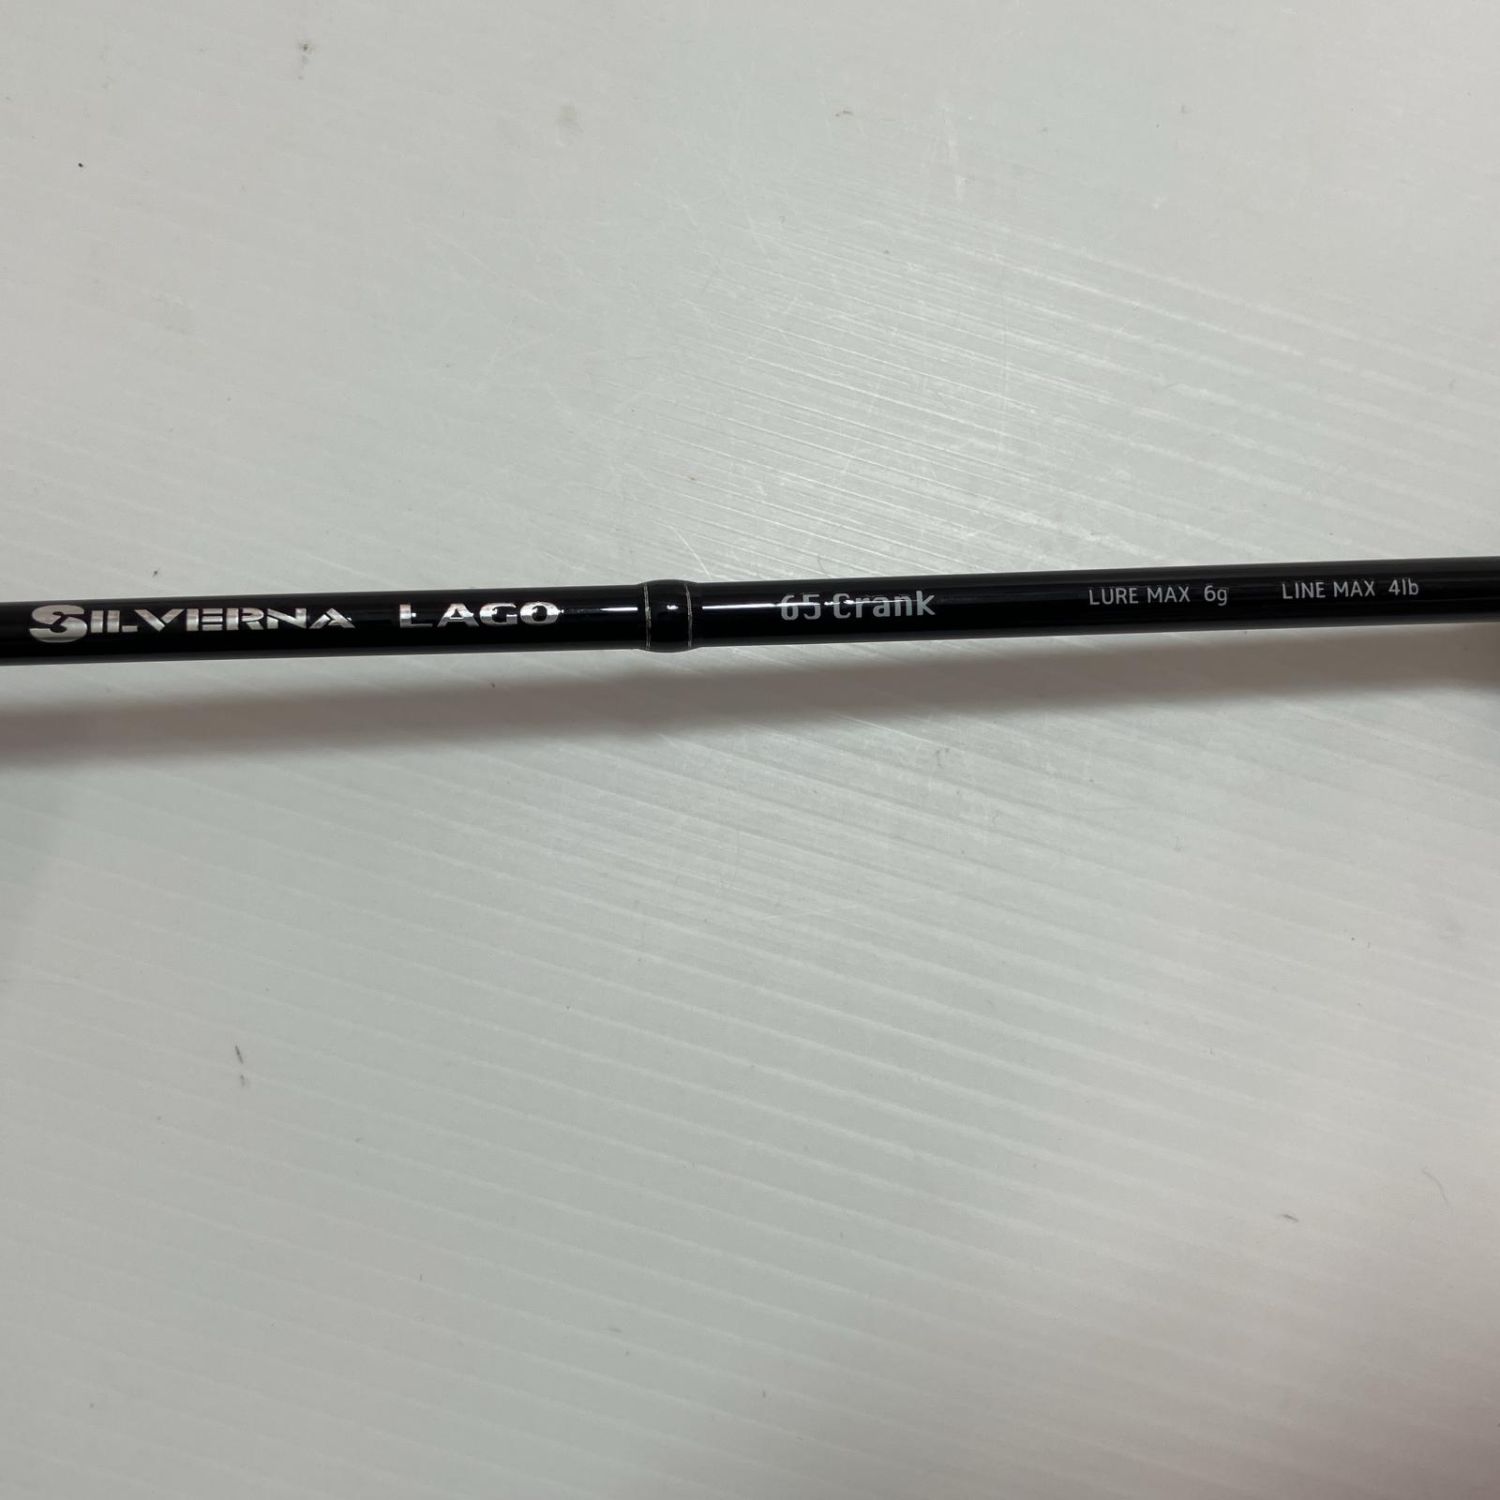 SILVERNA LAGO 65 Crank LURE MAX 6g LINE MAX 4lb